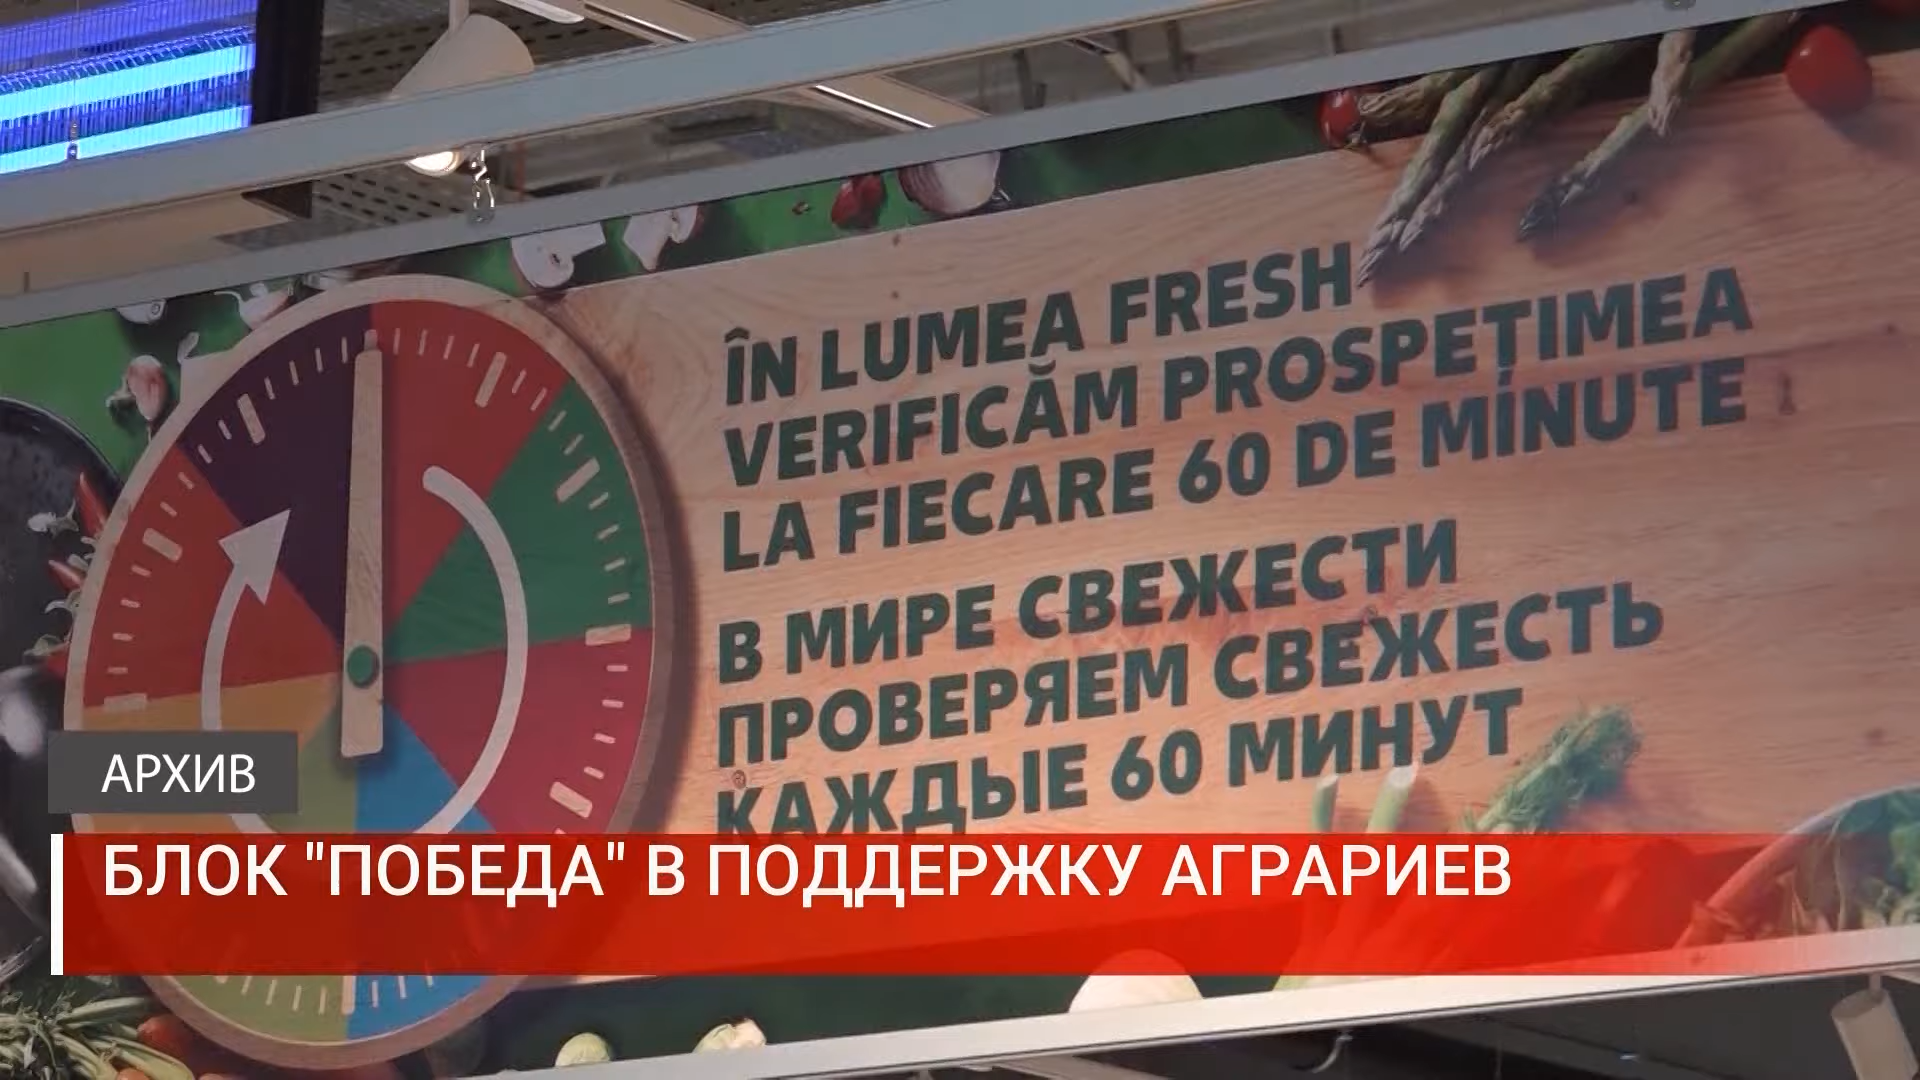 ÎN LUMEA FRESH
VERIFICĂM PROSPEȚIMEA
LA FIECARE 60 DE MINUTE
В МИРЕ СВЕЖЕСТИ
ПРОВЕРЯЕМ СВЕЖЕСТЬ
КАЖДЫЕ 60 МИНУТ
АРХИВ
БЛОК "ПОБЕДА" В ПОДДЕРЖКУ АГРАРИЕВ